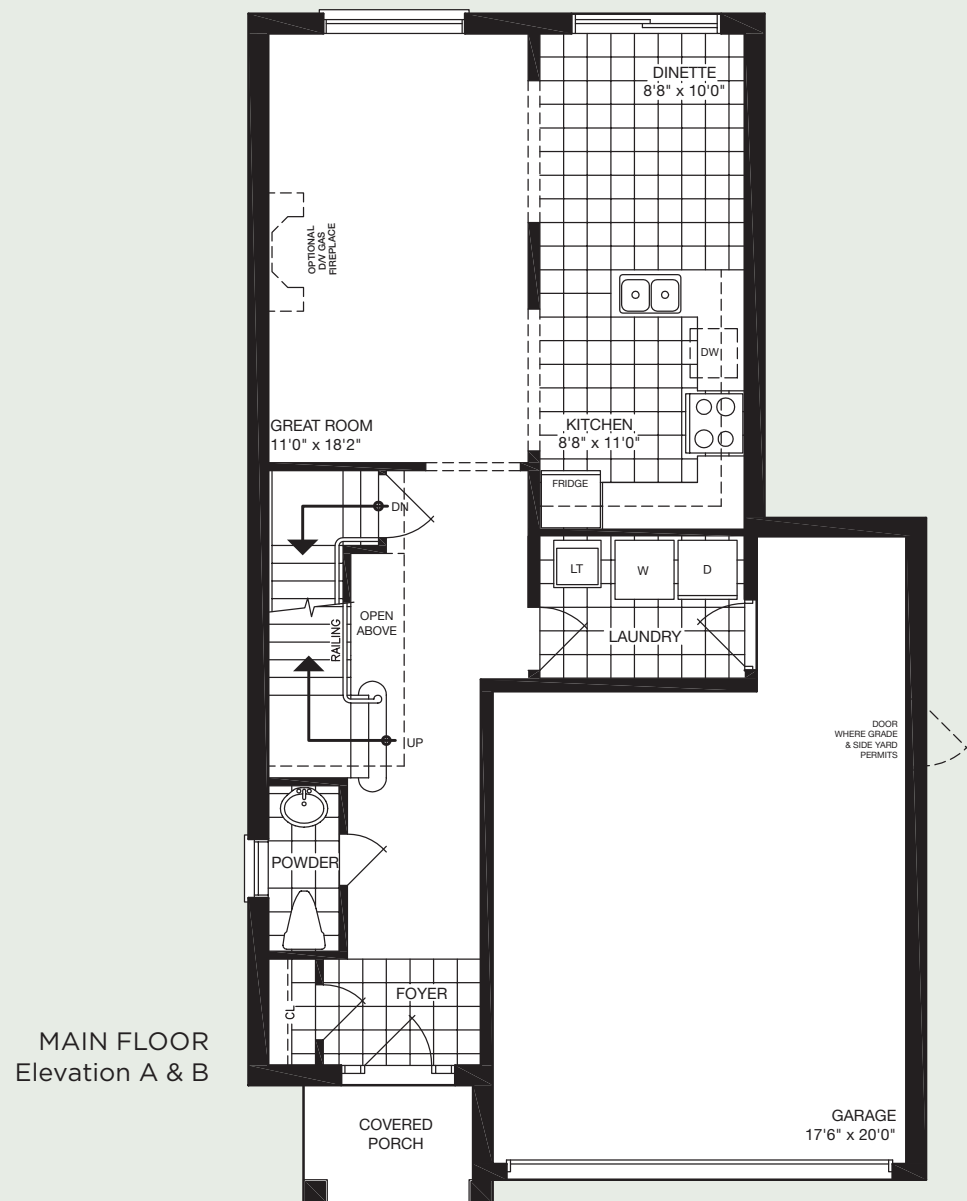 DINETTE
8'8" x 10'0"
OPTIONAL
D/V GAS
FIREPLACE
DW
GREAT ROOM
11'0" x 18'2"
KITCHEN
8'8" x 11'0"
FRIDGE
DN
LT
W
D
OPEN
ABOVE
RAILING
LAUNDRY
UP
DOOR
WHERE GRADE
& SIDE YARD
PERMITS
POWDER
CL
FOYER
MAIN FLOOR
Elevation A & B
COVERED
PORCH
GARAGE
17'6" x 20'0"